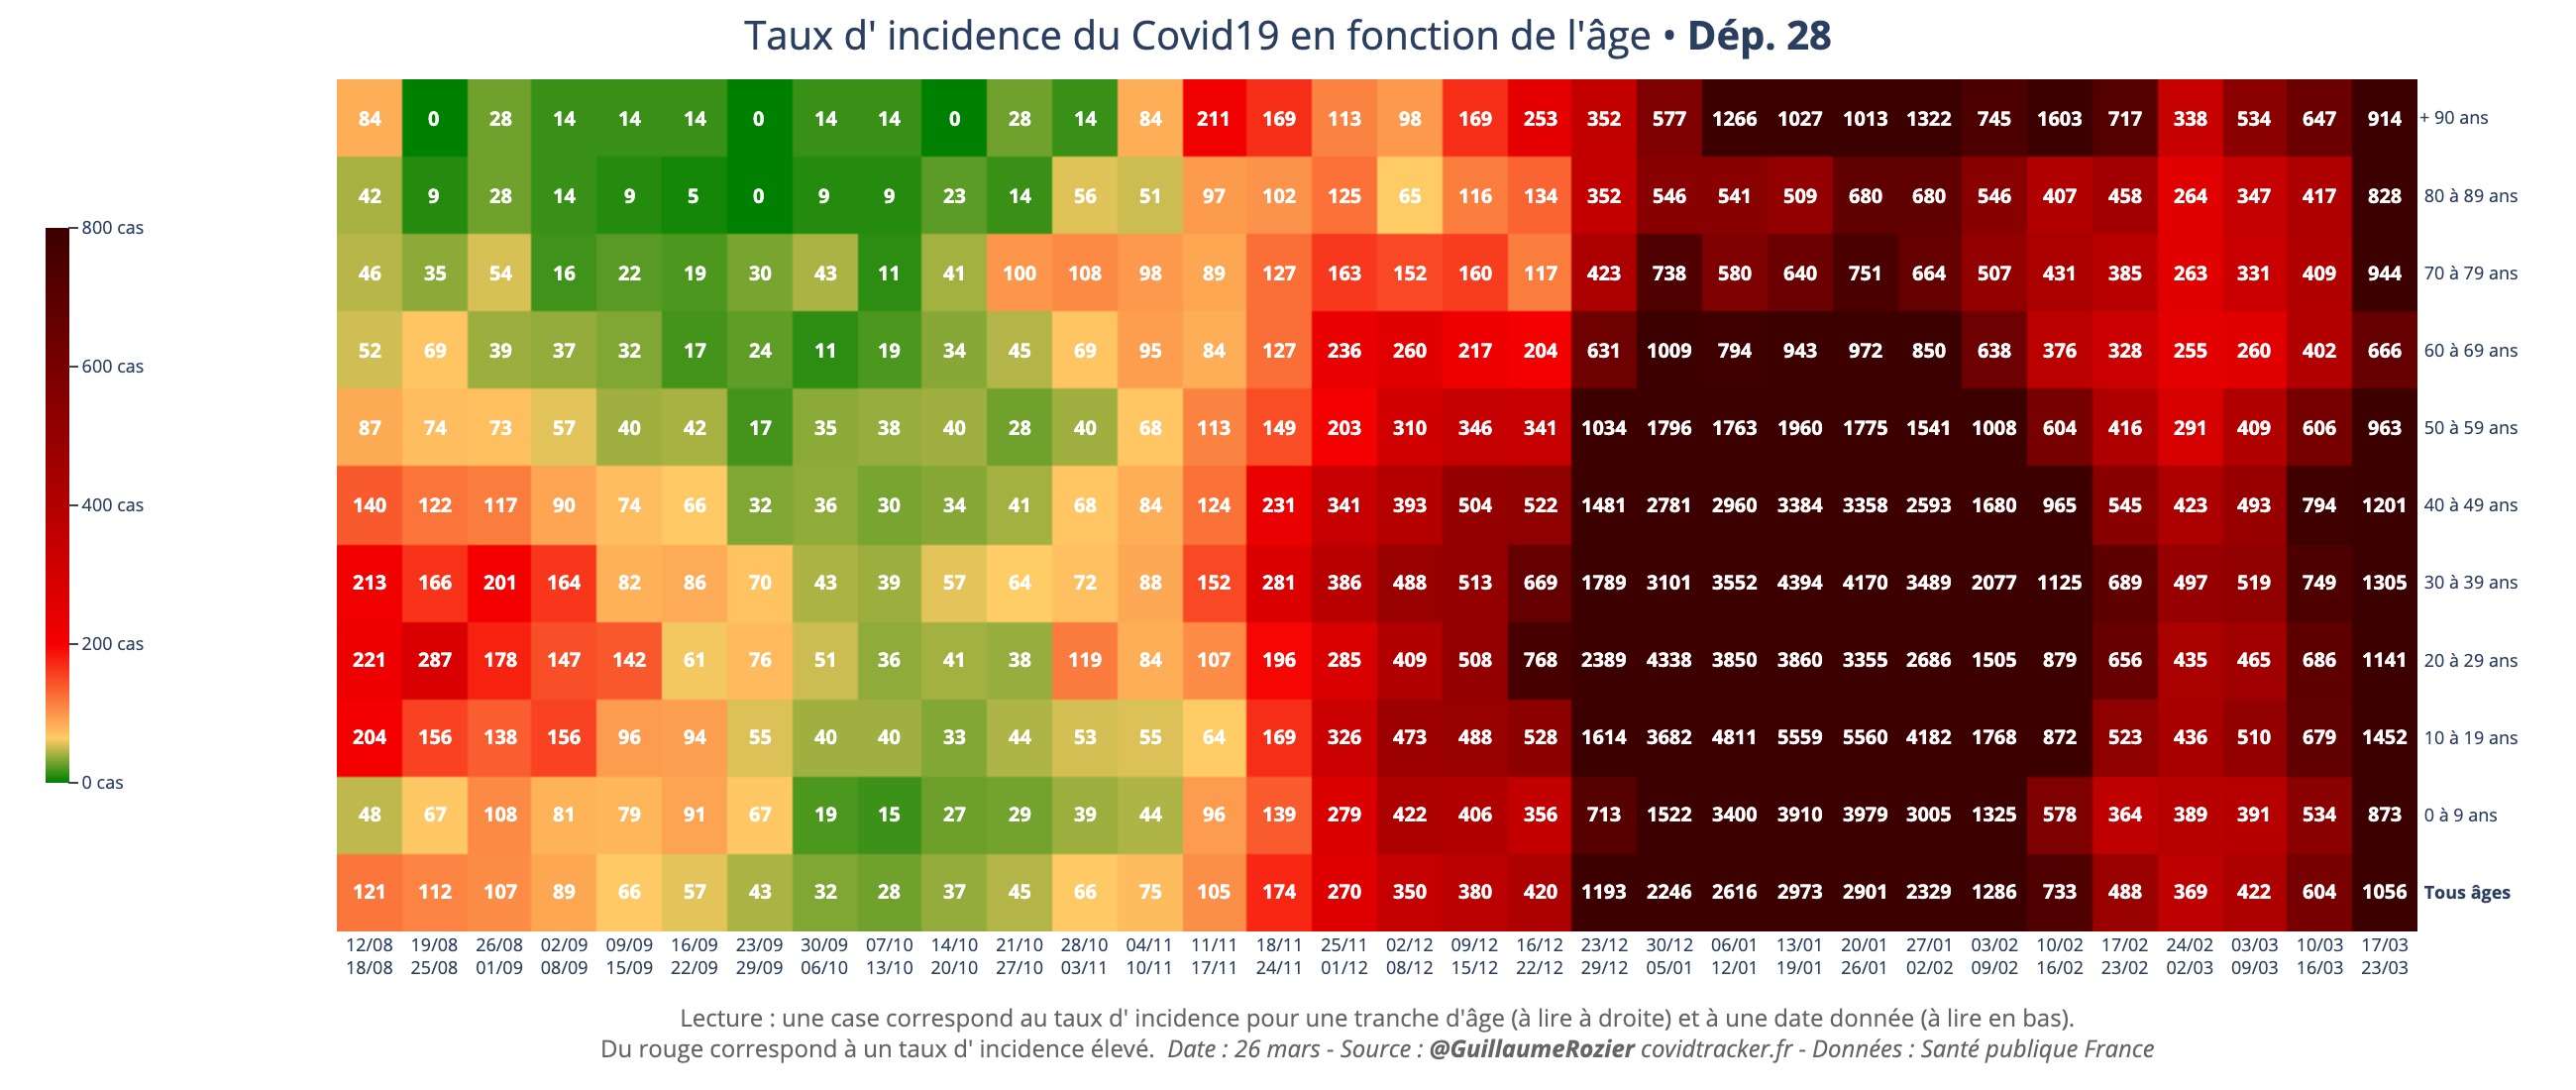 Taux d' incidence du Covid19 en fonction de l'âge • Dép. 28
84 0 28 14 14 14 0 14 14 0 28 14 84 211 169 113 98 169 253 352 577 1266 1027 1013 1322 745 1603 717 338 534 647 914 + 90 ans
42 9 28 14 9 5 0 9 9 23 14 56 51 97 102 125 65 116 134 352 546 541 509 680 680 546 407 458 264 347 417 828 80 à 89 ans
800 cas
46 35 54 16 22 19 30 43 11 41 100 108 98 89 127 163 152 160 117 423 738 580 640 751 664 507 431 385 263 331 409 944 70 à 79 ans
52 69 39 37 32 17 24 11 19 34 45 69 95 84 127 236 260 217 204 631 1009 794 943 972 850 638 376 328 255 260 402 666 60 à 69 ans
600 cas
87 74 73 57 40 42 17 35 38 40 28 40 68 113 149 203 310 346 341 1034 1796 1763 1960 1775 1541 1008 604 416 291 409 606 963 50 à 59 ans
400 cas
140 122 117 90 74 66 32 36 30 34 41 68 84 124 231 341 393 504 522 1481 2781 2960 3384 3358 2593 1680 965 545 423 493 794 1201 40 à 49 ans
213 166 201 164 82 86 70 43 39 57 64 72 88 152 281 386 488 513 669 1789 3101 3552 4394 4170 3489 2077 1125 689 497 519 749 1305 30 à 39 ans
200 cas
221 287 178 147 142 61 76 51 36 41 38 119 84 107 196 285 409 508 768 2389 4338 3850 3860 3355 2686 1505 879 656 435 465 686 1141 20 à 29 ans
204 156 138 156 96 94 55 40 40 33 44 53 55 64 169 326 473 488 528 1614 3682 4811 5559 5560 4182 1768 872 523 436 510 679 1452 10 à 19 ans
0 cas
48 67 108 81 79 91 67 19 15 27 29 39 44 96 139 279 422 406 356 713 1522 3400 3910 3979 3005 1325 578 364 389 391 534 873 0 à 9 ans
121 112 107 89 66 57 43 32 28 37 45 66 75 105 174 270 350 380 420 1193 2246 2616 2973 2901 2329 1286 733 488 369 422 604 1056 Tous âges
12/08 19/08 26/08 02/09 09/09 16/09 23/09 30/09 07/10 14/10 21/10 28/10 04/11 11/11 18/11 25/11 02/12 09/12 16/12 23/12 30/12 06/01 13/01 20/01 27/01 03/02 10/02 17/02 24/02 03/03 10/03 17/03
18/08 25/08 01/09 08/09 15/09 22/09 29/09 06/10 13/10 20/10 27/10 03/11 10/11 17/11 24/11 01/12 08/12 15/12 22/12 29/12 05/01 12/01 19/01 26/01 02/02 09/02 16/02 23/02 02/03 09/03 16/03 23/03
Lecture : une case correspond au taux d' incidence pour une tranche d'âge (à lire à droite) et à une date donnée (à lire en bas).
Du rouge correspond à un taux d' incidence élevé. Date : 26 mars - Source : @GuillaumeRozier covidtracker.fr - Données : Santé publique France